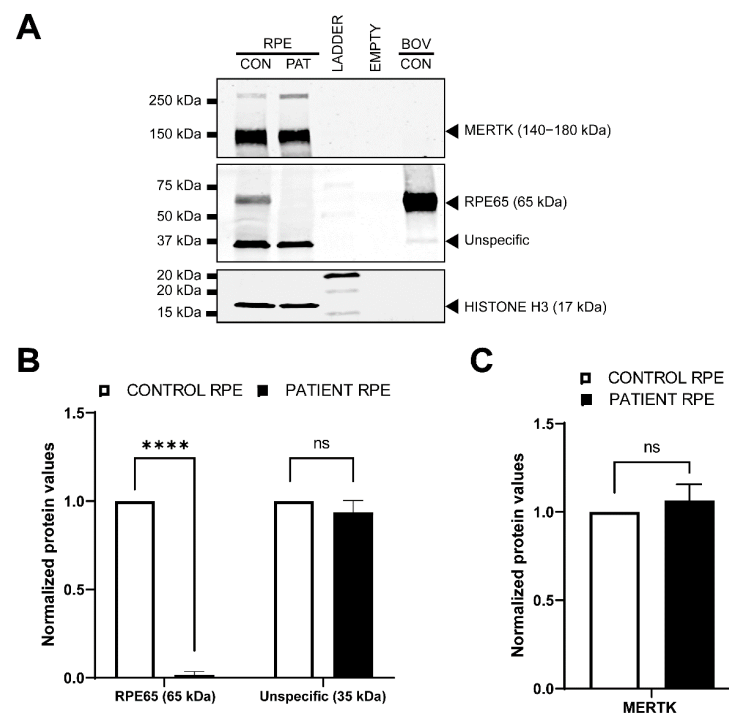 A
RPE
LADDER
EMPTY
BOV
CON PAT
CON
250 kDa
150 kDa
MERTK (140–180 kDa)
75 kDa
RPE65 (65 kDa)
50 kDa
37 kDa
Unspecific
20 kDa
20 kDa
15 kDa
HISTONE H3 (17 kDa)
B
CONTROL RPE PATIENT RPE
Normalized protein values
1.5
1.0
0.5
0.0
****
ns
RPE65 (65 kDa)
Unspecific (35 kDa)
C
CONTROL RPE
PATIENT RPE
Normalized protein values
1.5
1.0
0.5
0.0
ns
MERTK